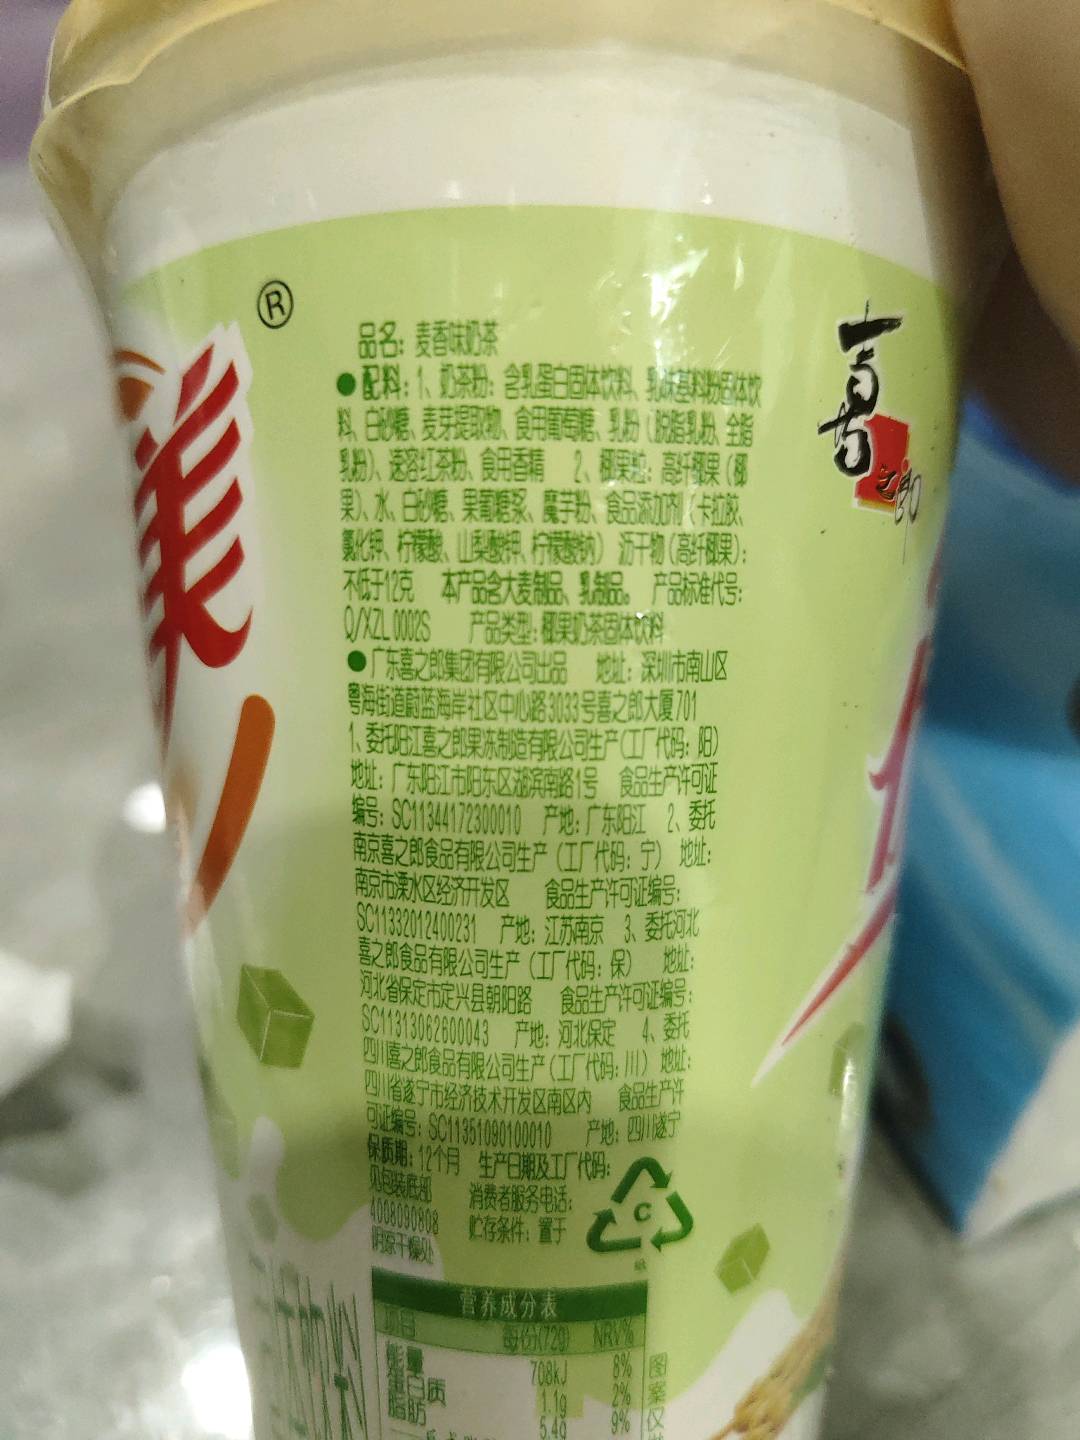 美
®
喜之郎
品名：麦香味奶茶
●配料：1、奶茶粉：含乳蛋白固体饮料、乳味基料粉固体饮
料、白砂糖、麦芽提取物、食用葡萄糖、乳粉（脱脂乳粉、全脂
乳粉）、速溶红茶粉、食用香精 2、椰果粒：高纤椰果（椰
果）、水、白砂糖、果葡糖浆、魔芋粉、食品添加剂（卡拉胶、
氯化钾、柠檬酸、山梨酸钾、柠檬酸钠） 沥干物（高纤椰果）：
不低于12克 本产品含大麦制品、乳制品。 产品标准代号：
Q/XZL 0002S 产品类型：椰果奶茶固体饮料
●广东喜之郎集团有限公司出品 地址：深圳市南山区
粤海街道蔚蓝海岸社区中心路3033号喜之郎大厦701
1、委托阳江喜之郎果冻制造有限公司生产（工厂代码：阳）
地址：广东阳江市阳东区湖滨南路1号 食品生产许可证
编号：SC11344172300010 产地：广东阳江 2、委托
南京喜之郎食品有限公司生产（工厂代码：宁） 地址：
南京市溧水区经济开发区 食品生产许可证编号：
SC11332012400231 产地：江苏南京 3、委托河北
喜之郎食品有限公司生产（工厂代码：保） 地址：
河北省保定市定兴县朝阳路 食品生产许可证编号：
SC11313062600043 产地：河北保定 4、委托
四川喜之郎食品有限公司生产（工厂代码：川） 地址：
四川省遂宁市经济技术开发区南区内 食品生产许
可证编号：SC11351090100010 产地：四川遂宁
保质期：12个月 生产日期及工厂代码：
见包装底部 消费者服务电话：
4008090808 贮存条件：置于
阴凉干燥处
C
纸
营养成分表
项目 每份(72g) NRV%
能量 708kJ 8%
蛋白质 1.1g 2%
脂肪 5.4g 9%
图
案
仅